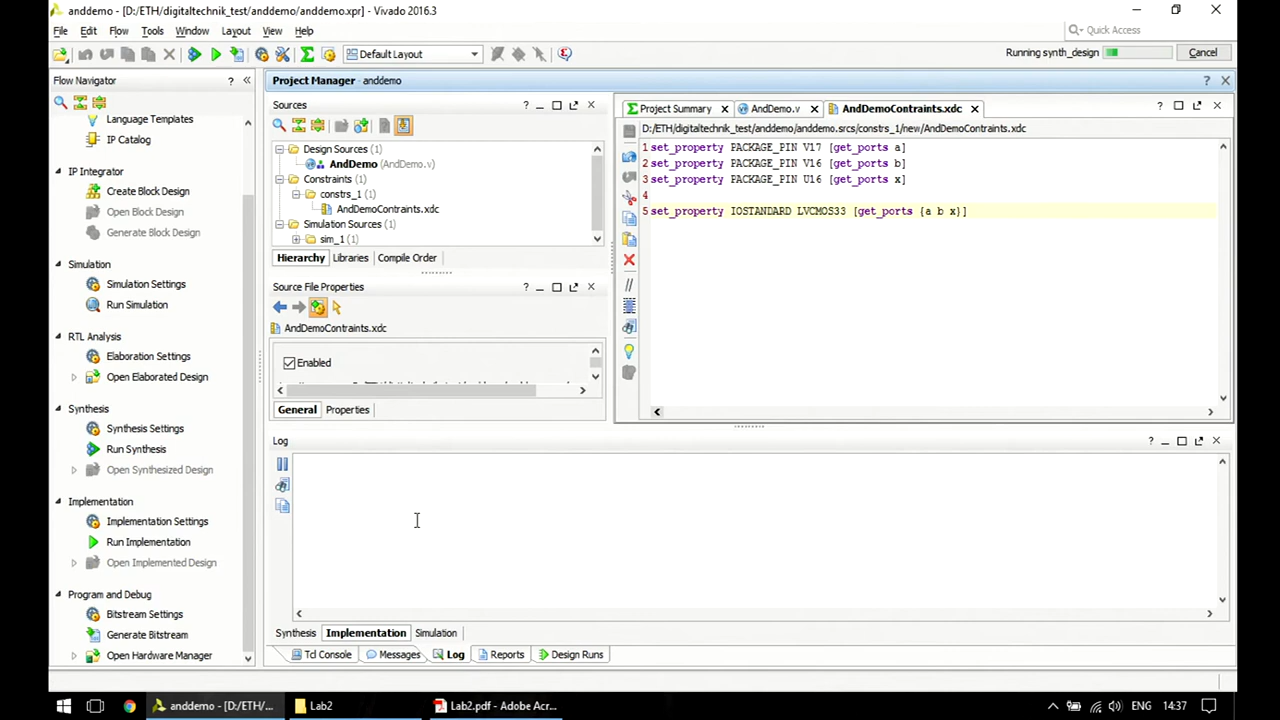 anddemo - [D:/ETH/digitaltechnik_test/anddemo/anddemo.xpr] - Vivado 2016.3
File Edit Flow Tools Window Layout View Help
Quick Access
Default Layout
Running synth_design
Cancel
Flow Navigator
Language Templates
IP Catalog
IP Integrator
Create Block Design
Open Block Design
Generate Block Design
Simulation
Simulation Settings
Run Simulation
RTL Analysis
Elaboration Settings
Open Elaborated Design
Synthesis
Synthesis Settings
Run Synthesis
Open Synthesized Design
Implementation
Implementation Settings
Run Implementation
Open Implemented Design
Program and Debug
Bitstream Settings
Generate Bitstream
Open Hardware Manager
Project Manager - anddemo
Sources
Design Sources (1)
AndDemo (AndDemo.v)
Constraints (1)
constrs_1 (1)
AndDemoContraints.xdc
Simulation Sources (1)
sim_1 (1)
Hierarchy Libraries Compile Order
Source File Properties
AndDemoContraints.xdc
Enabled
General Properties
Project Summary AndDemo.v AndDemoContraints.xdc
D:/ETH/digitaltechnik_test/anddemo/anddemo.srcs/constrs_1/new/AndDemoContraints.xdc
1 set_property PACKAGE_PIN V17 [get_ports a]
2 set_property PACKAGE_PIN V16 [get_ports b]
3 set_property PACKAGE_PIN U16 [get_ports x]
4
5 set_property IOSTANDARD LVCMOS33 [get_ports {a b x}]
Log
Synthesis Implementation Simulation
Tcl Console Messages Log Reports Design Runs
anddemo - [D:/ETH/... Lab2 Lab2.pdf - Adobe Acr... ENG 14:37